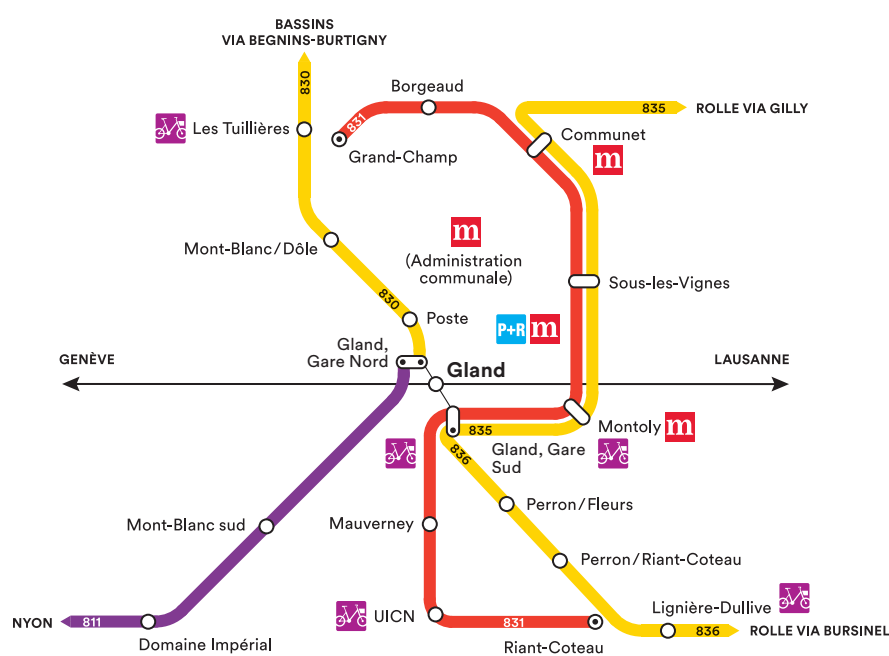 BASSINS
VIA BEGNINS-BURTIGNY
830
Borgeaud
835
ROLLE VIA GILLY
Les Tuillières
831
Communet
m
Grand-Champ
m
(Administration
communale)
Mont-Blanc/Dôle
Sous-les-Vignes
830
Poste
P+R
m
Gland,
Gare Nord
GENÈVE
Gland
LAUSANNE
835
Montoly
m
836
Gland, Gare
Sud
Perron/Fleurs
Mont-Blanc sud
Mauverney
Perron/Riant-Coteau
UICN
Lignière-Dullive
NYON
811
831
836
ROLLE VIA BURSINEL
Domaine Impérial
Riant-Coteau